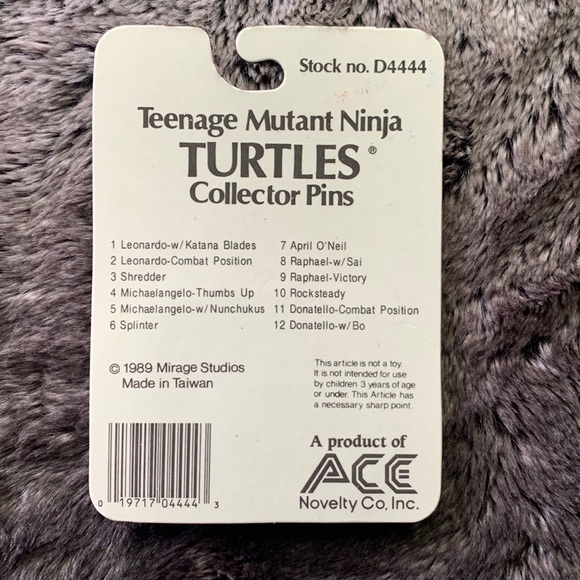 Stock no. D4444
Teenage Mutant Ninja
TURTLES®
Collector Pins
1 Leonardo-w/Katana Blades
2 Leonardo-Combat Position
3 Shredder
4 Michaelangelo-Thumbs Up
5 Michaelangelo-w/Nunchukus
6 Splinter
7 April O'Neil
8 Raphael-w/Sai
9 Raphael-Victory
10 Rocksteady
11 Donatello-Combat Position
12 Donatello-w/Bo
© 1989 Mirage Studios
Made in Taiwan
This article is not a toy.
It is not intended for use
by children 3 years of age
or under. This Article has
a necessary sharp point.
0 19717 04444 3
A product of
ACE
Novelty Co, Inc.